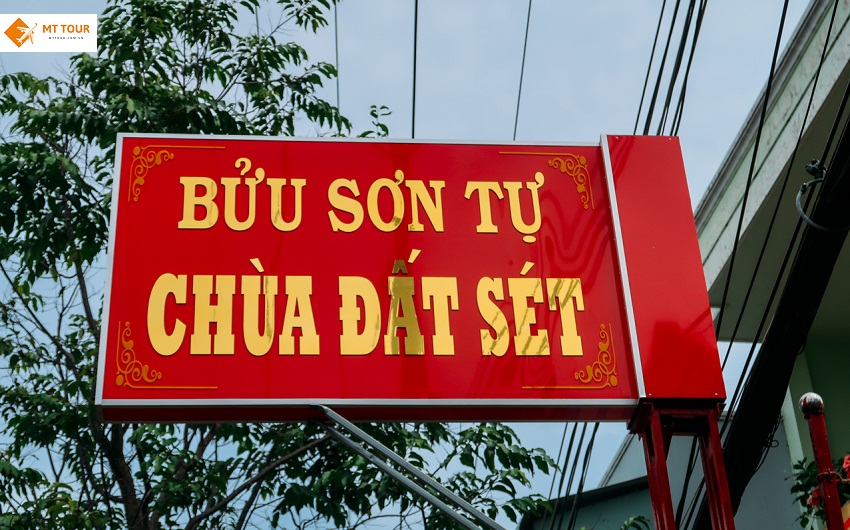 MT TOUR
BỬU SƠN TỰ
CHÙA ĐẤT SÉT